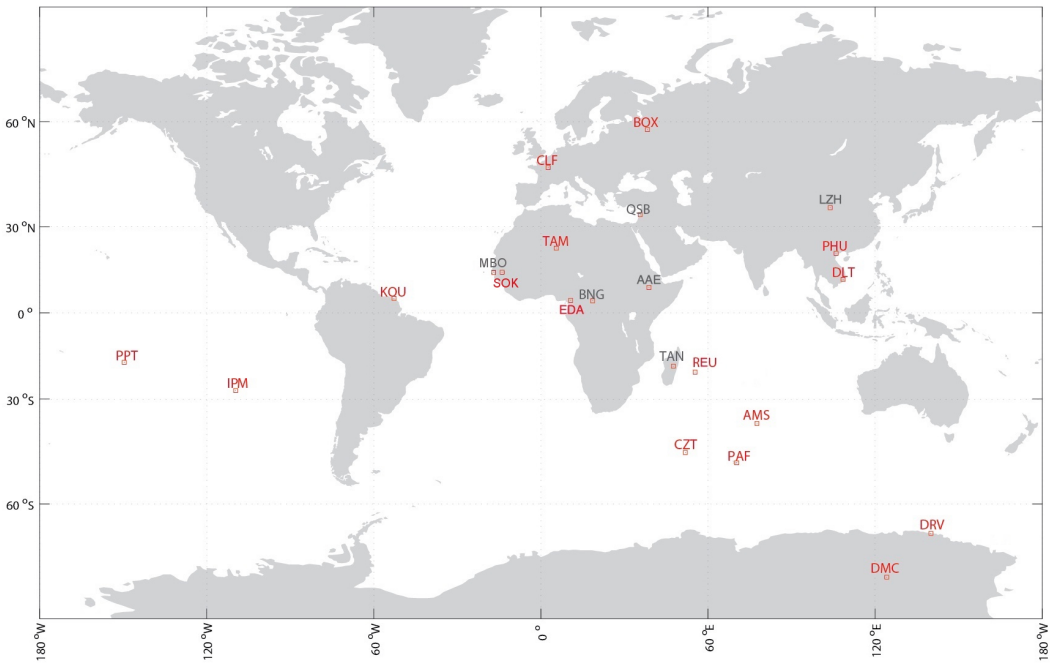 60 °N
BOX
CLF
LZH
QSB
30 °N
TAM
PHU
MBO
DLT
SOK
AAE
KOU
BNG
EDA
0 °
PPT
TAN
REU
IPM
30 °S
AMS
CZT
PAF
60 °S
DRV
DMC
180 °W
120 °W
60 °W
0 °
60 °E
120 °E
180 °W